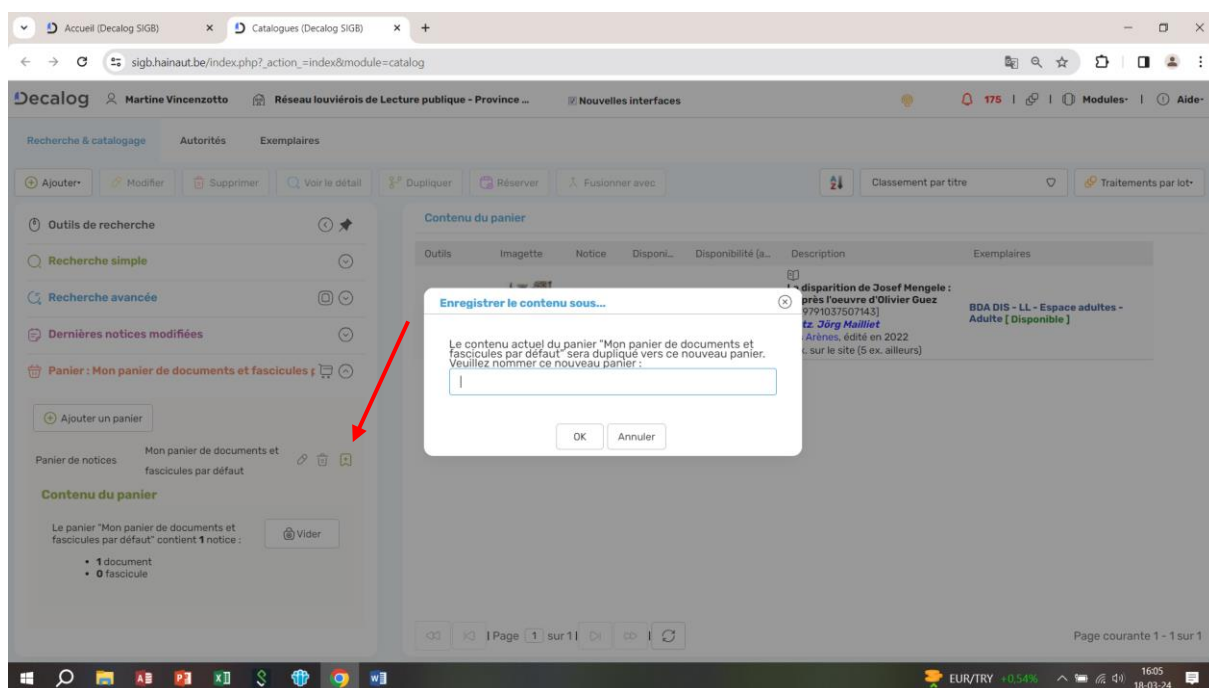 Accueil (Decalog SIGB)
Catalogues (Decalog SIGB)
sigb.hainaut.be/index.php?_action_=index&module=catalog
Decalog
Martine Vincenzotto
Réseau louviérois de Lecture publique - Province ...
Nouvelles interfaces
175
Modules
Aide
Recherche & catalogage
Autorités
Exemplaires
Ajouter
Modifier
Supprimer
Voir le détail
Dupliquer
Réserver
Fusionner avec
Classement par titre
Traitements par lot
Outils de recherche
Recherche simple
Recherche avancée
Dernières notices modifiées
Panier : Mon panier de documents et fascicules
Ajouter un panier
Panier de notices
Mon panier de documents et
fascicules par défaut
Contenu du panier
Le panier "Mon panier de documents et
fascicules par défaut" contient 1 notice :
Vider
• 1 document
• 0 fascicule
Contenu du panier
Outils
Imagette
Notice
Disponi...
Disponibilité (a...
Description
Exemplaires
disparition de Josef Mengele :
près l'oeuvre d'Olivier Guez
9791037507143]
tz. Jörg Mailliet
Arènes, édité en 2022
sur le site (5 ex. ailleurs)
BDA DIS - LL - Espace adultes -
Adulte [ Disponible ]
Enregistrer le contenu sous...
Le contenu actuel du panier "Mon panier de documents et
fascicules par défaut" sera dupliqué vers ce nouveau panier.
Veuillez nommer ce nouveau panier :
OK
Annuler
Page 1 sur 1
Page courante 1 - 1 sur 1
EUR/TRY +0,54%
16:05
18-03-24